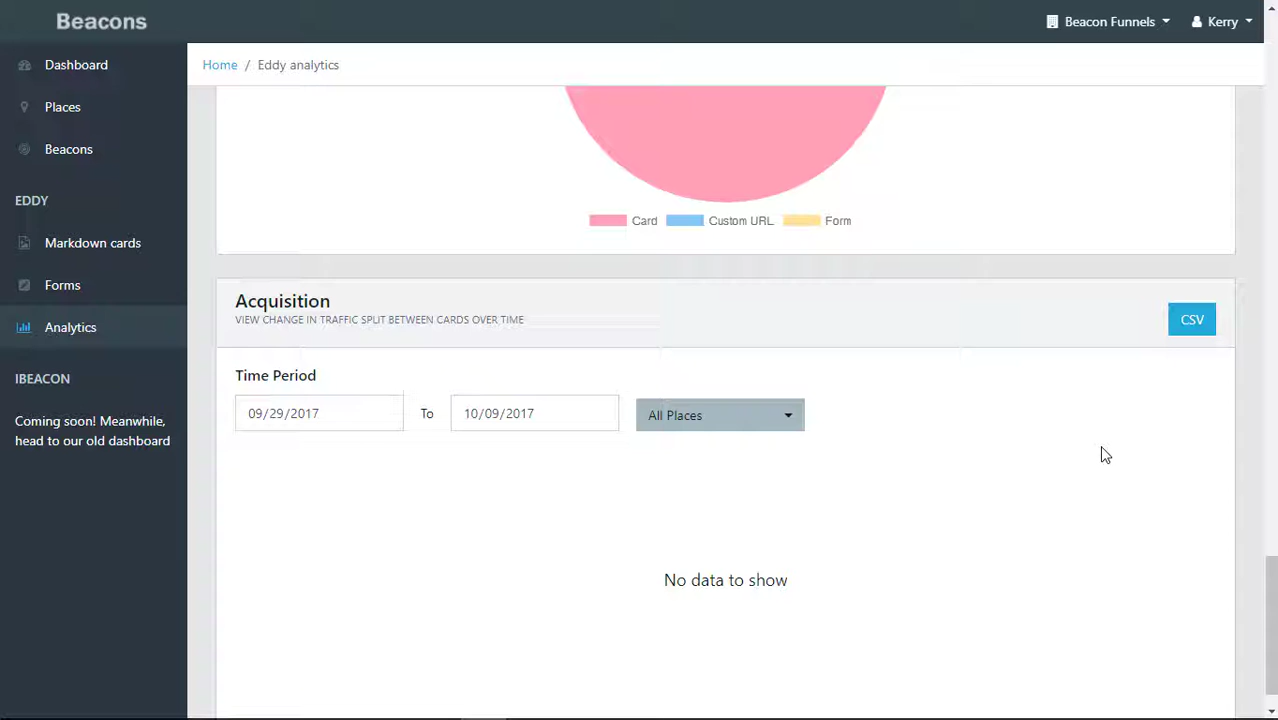 Beacons
Beacon Funnels
Kerry
Dashboard
Places
Beacons
EDDY
Markdown cards
Forms
Analytics
IBEACON
Coming soon! Meanwhile,
head to our old dashboard
Home / Eddy analytics
Card
Custom URL
Form
Acquisition
VIEW CHANGE IN TRAFFIC SPLIT BETWEEN CARDS OVER TIME
CSV
Time Period
09/29/2017 To 10/09/2017 All Places
No data to show